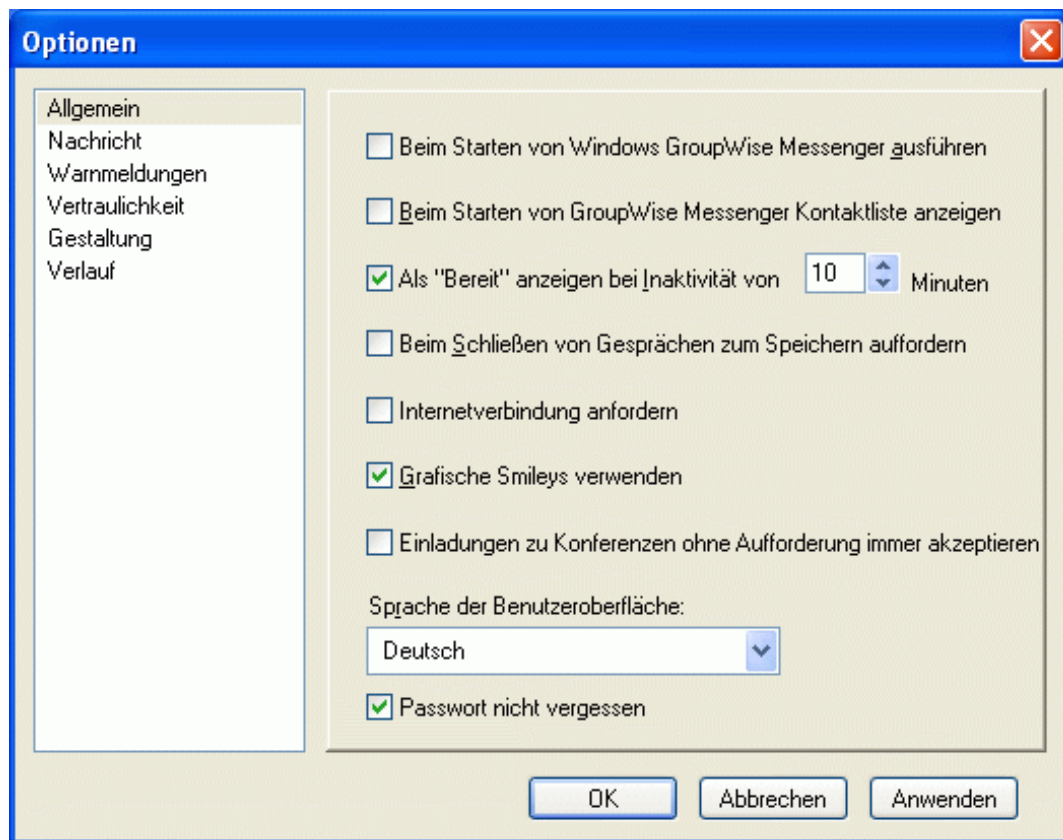 Optionen
Allgemein
Nachricht
Warnmeldungen
Vertraulichkeit
Gestaltung
Verlauf
Beim Starten von Windows GroupWise Messenger ausführen
Beim Starten von GroupWise Messenger Kontaktliste anzeigen
Als "Bereit" anzeigen bei Inaktivität von 10 Minuten
Beim Schließen von Gesprächen zum Speichern auffordern
Internetverbindung anfordern
Grafische Smileys verwenden
Einladungen zu Konferenzen ohne Aufforderung immer akzeptieren
Sprache der Benutzeroberfläche:
Deutsch
Passwort nicht vergessen
OK Abbrechen Anwenden